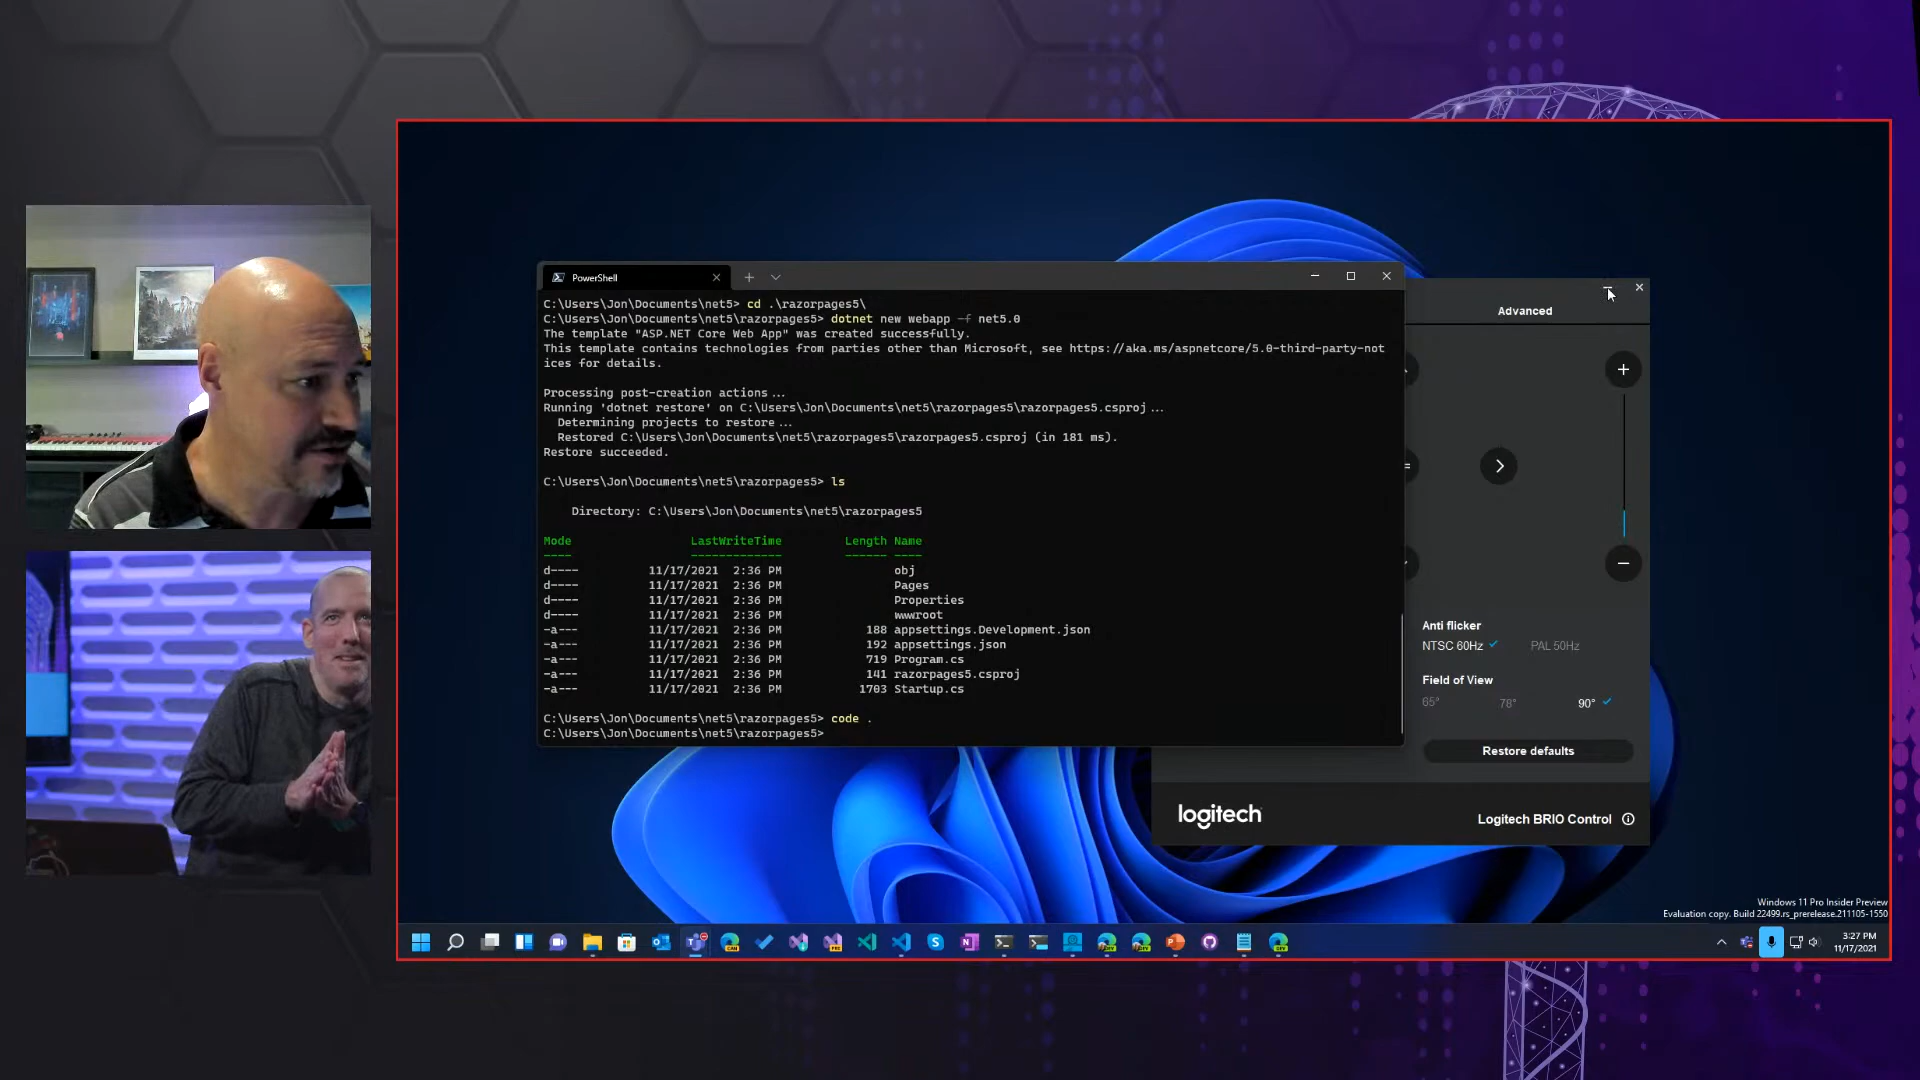 PowerShell
C:\Users\Jon\Documents\net5> cd .\razorpages5\
C:\Users\Jon\Documents\net5\razorpages5> dotnet new webapp -f net5.0
The template "ASP.NET Core Web App" was created successfully.
This template contains technologies from parties other than Microsoft, see https://aka.ms/aspnetcore/5.0-third-party-not
ices for details.
Processing post-creation actions...
Running 'dotnet restore' on C:\Users\Jon\Documents\net5\razorpages5\razorpages5.csproj...
Determining projects to restore...
Restored C:\Users\Jon\Documents\net5\razorpages5\razorpages5.csproj (in 181 ms).
Restore succeeded.
C:\Users\Jon\Documents\net5\razorpages5> ls
Directory: C:\Users\Jon\Documents\net5\razorpages5
Mode LastWriteTime Length Name
---- ------------- ------ ----
d---- 11/17/2021 2:36 PM obj
d---- 11/17/2021 2:36 PM Pages
d---- 11/17/2021 2:36 PM Properties
d---- 11/17/2021 2:36 PM wwwroot
-a--- 11/17/2021 2:36 PM 188 appsettings.Development.json
-a--- 11/17/2021 2:36 PM 192 appsettings.json
-a--- 11/17/2021 2:36 PM 719 Program.cs
-a--- 11/17/2021 2:36 PM 141 razorpages5.csproj
-a--- 11/17/2021 2:36 PM 1703 Startup.cs
C:\Users\Jon\Documents\net5\razorpages5> code .
C:\Users\Jon\Documents\net5\razorpages5>
Advanced
Anti flicker
NTSC 60Hz PAL 50Hz
Field of View
65° 78° 90°
Restore defaults
logitech
Logitech BRIO Control
Windows 11 Pro Insider Preview
Evaluation copy. Build 22499.rs_prerelease.211105-1550
3:27 PM
11/17/2021